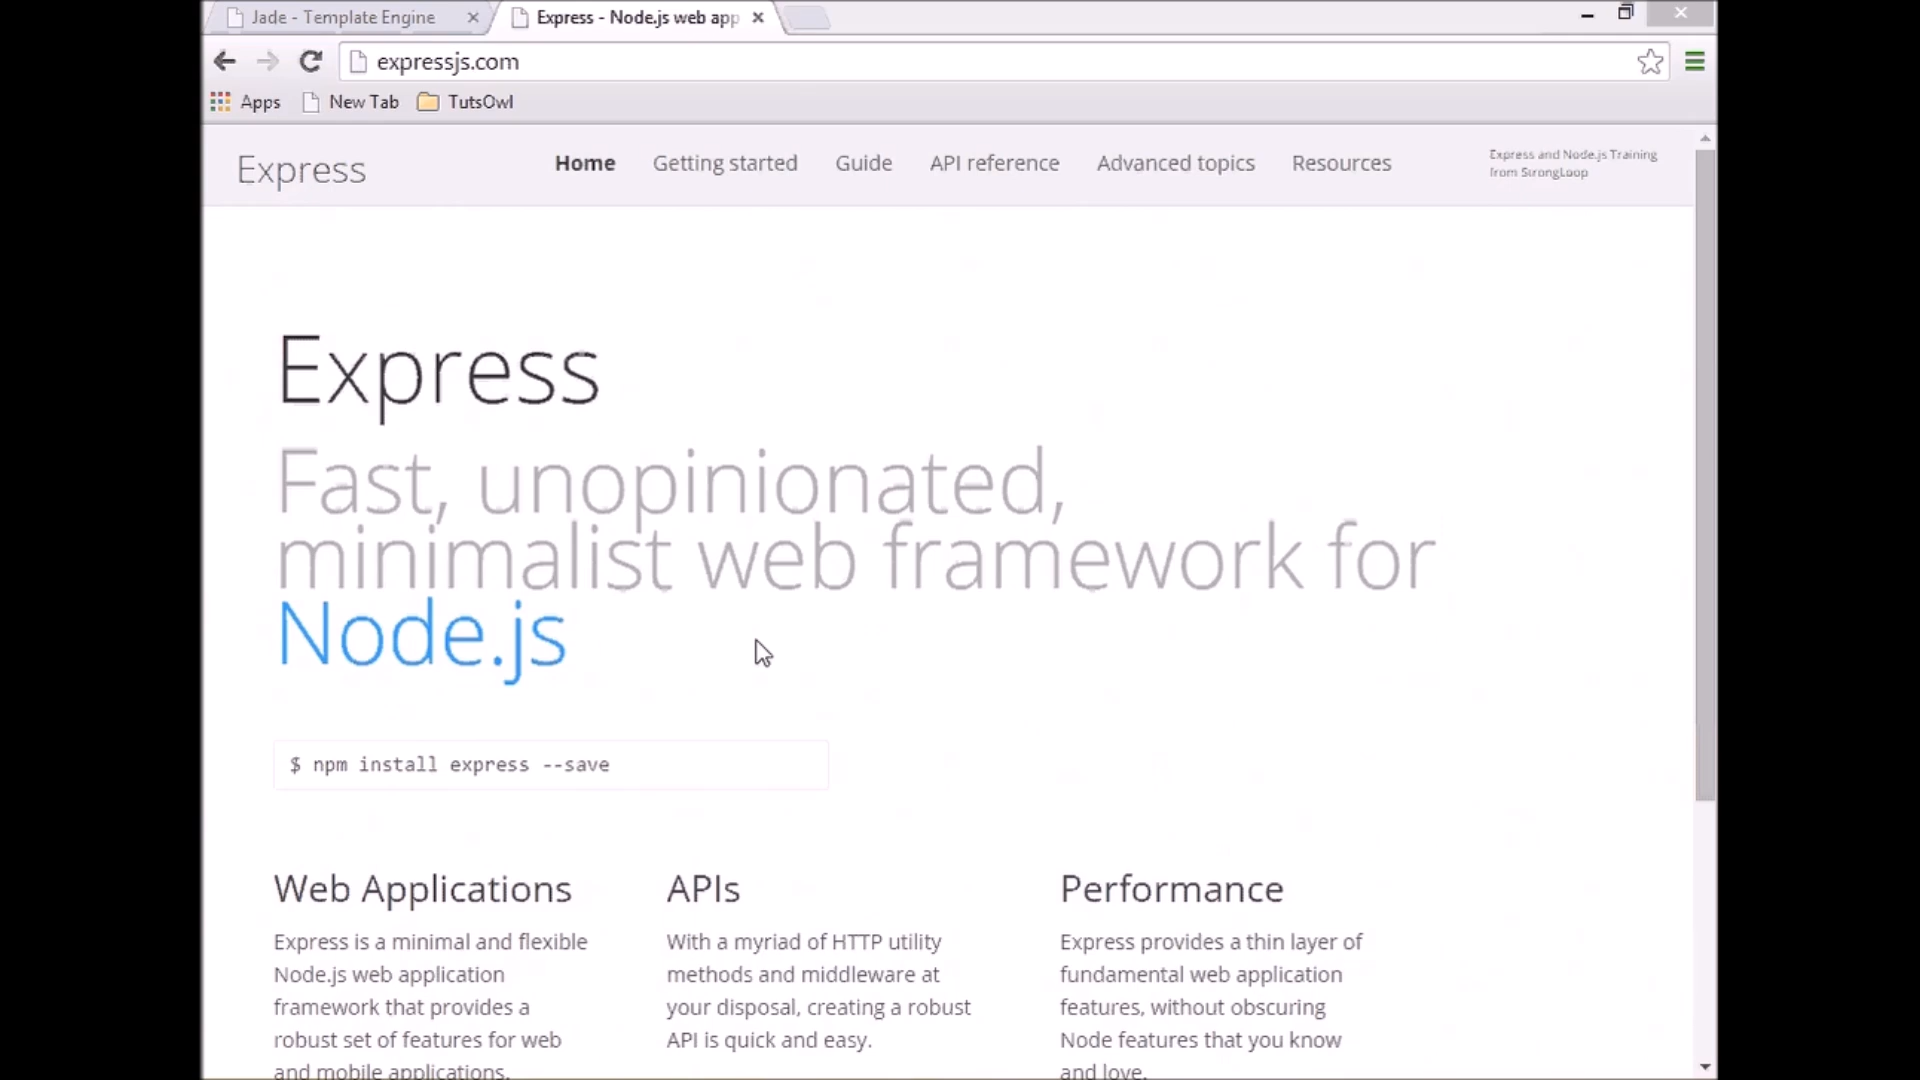 Jade - Template Engine
Express - Node.js web app
expressjs.com
Apps New Tab TutsOwl
Express
Home Getting started Guide API reference Advanced topics Resources
Express and Node.js Training
from StrongLoop
Express
Fast, unopinionated,
minimalist web framework for
Node.js
$ npm install express --save
Web Applications
Express is a minimal and flexible
Node.js web application
framework that provides a
robust set of features for web
and mobile applications.
APIs
With a myriad of HTTP utility
methods and middleware at
your disposal, creating a robust
API is quick and easy.
Performance
Express provides a thin layer of
fundamental web application
features, without obscuring
Node features that you know
and love.